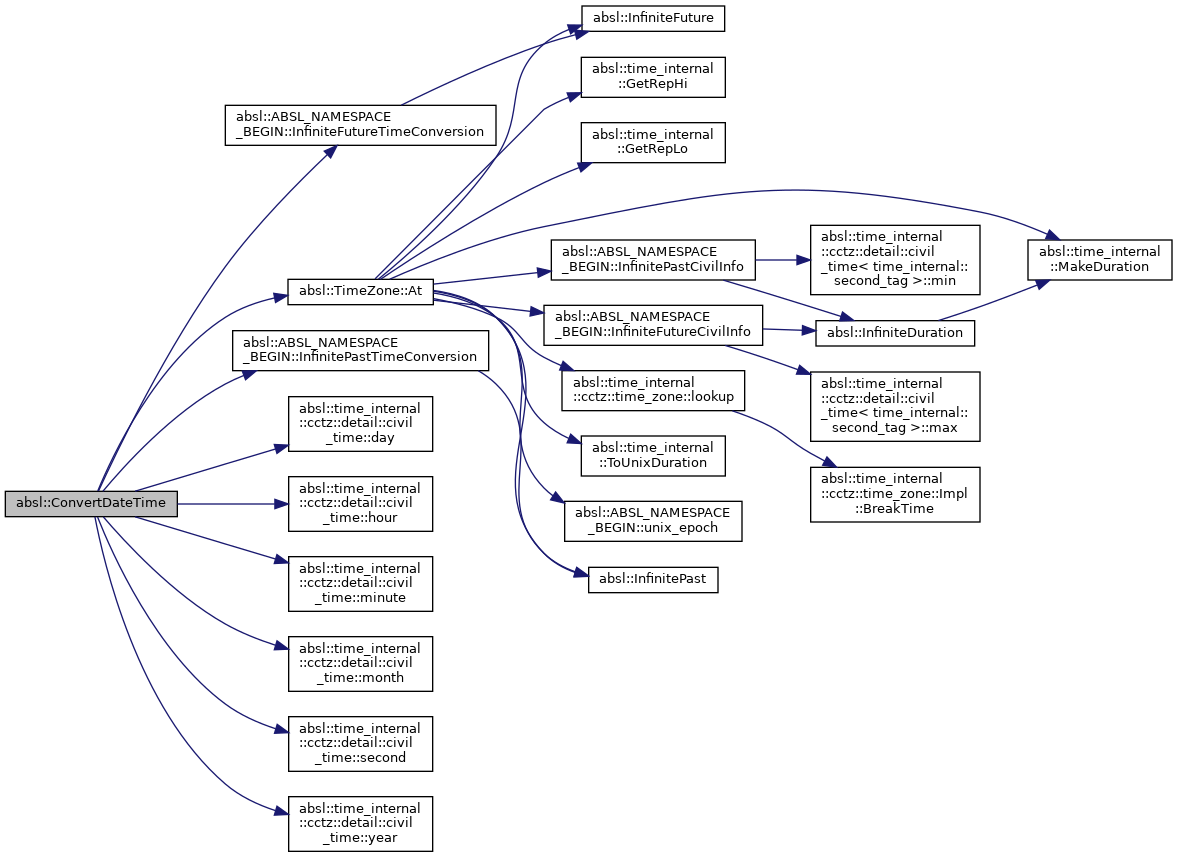 absl::ConvertDateTime
absl::ABSL_NAMESPACE
_BEGIN::InfiniteFutureTimeConversion
absl::TimeZone::At
absl::ABSL_NAMESPACE
_BEGIN::InfinitePastTimeConversion
absl::time_internal
::cctz::detail::civil
_time::day
absl::time_internal
::cctz::detail::civil
_time::hour
absl::time_internal
::cctz::detail::civil
_time::minute
absl::time_internal
::cctz::detail::civil
_time::month
absl::time_internal
::cctz::detail::civil
_time::second
absl::time_internal
::cctz::detail::civil
_time::year
absl::InfiniteFuture
absl::time_internal
::GetRepHi
absl::time_internal
::GetRepLo
absl::ABSL_NAMESPACE
_BEGIN::InfinitePastCivilInfo
absl::ABSL_NAMESPACE
_BEGIN::InfiniteFutureCivilInfo
absl::time_internal
::cctz::time_zone::lookup
absl::time_internal
::ToUnixDuration
absl::ABSL_NAMESPACE
_BEGIN::unix_epoch
absl::InfinitePast
absl::time_internal
::cctz::detail::civil
_time< time_internal::
second_tag >::min
absl::InfiniteDuration
absl::time_internal
::cctz::detail::civil
_time< time_internal::
second_tag >::max
absl::time_internal
::cctz::time_zone::Impl
::BreakTime
absl::time_internal
::MakeDuration